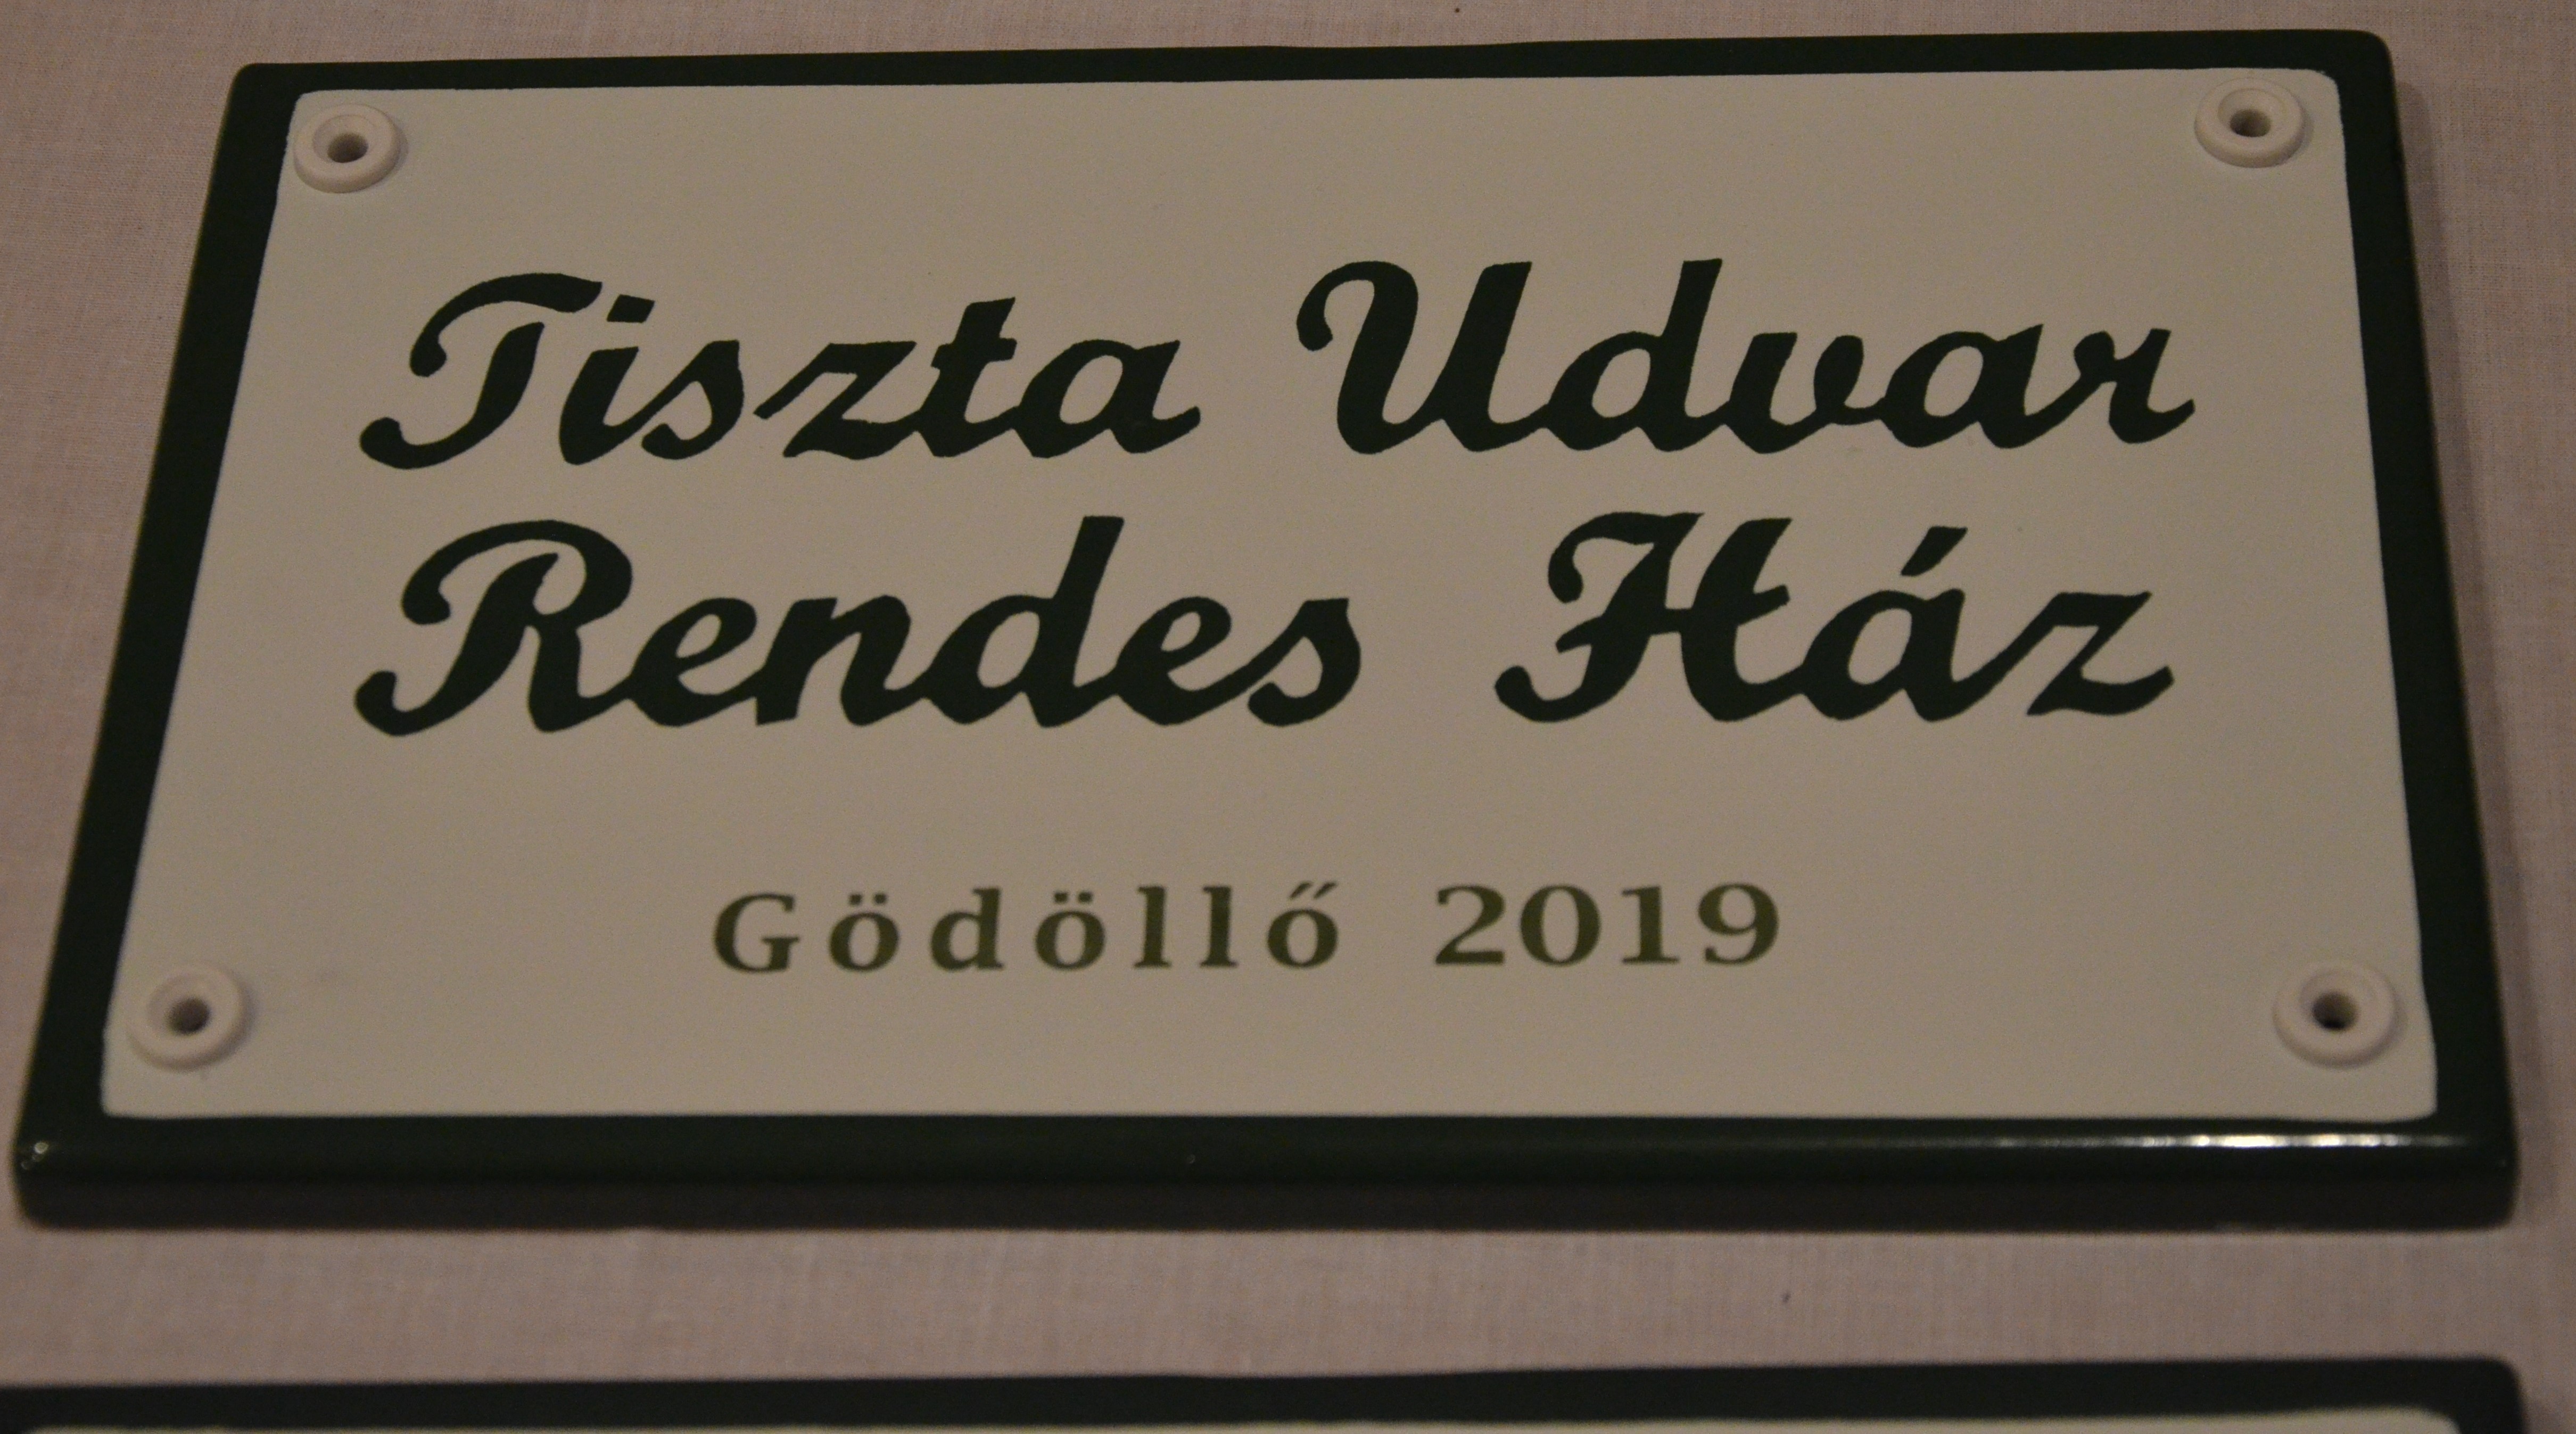 Tiszta Udvar
Rendes Ház
Gödöllő 2019